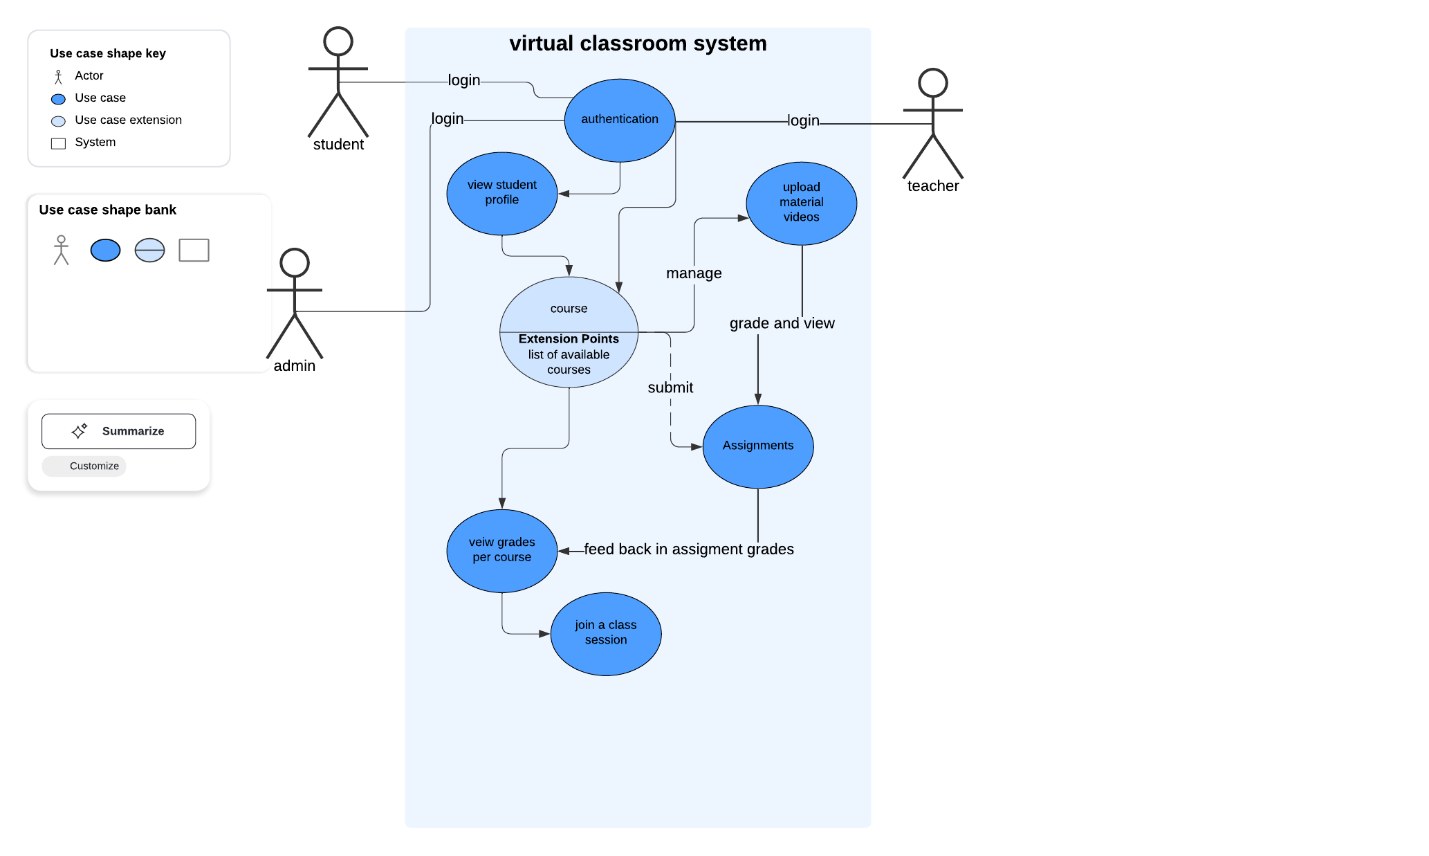 Use case shape key
Actor
Use case
Use case extension
System
Use case shape bank
Summarize
Customize
student
admin
teacher
virtual classroom system
login
login
login
authentication
view student
profile
upload
material
videos
manage
course
Extension Points
list of available
courses
grade and view
submit
Assignments
veiw grades
per course
feed back in assigment grades
join a class
session